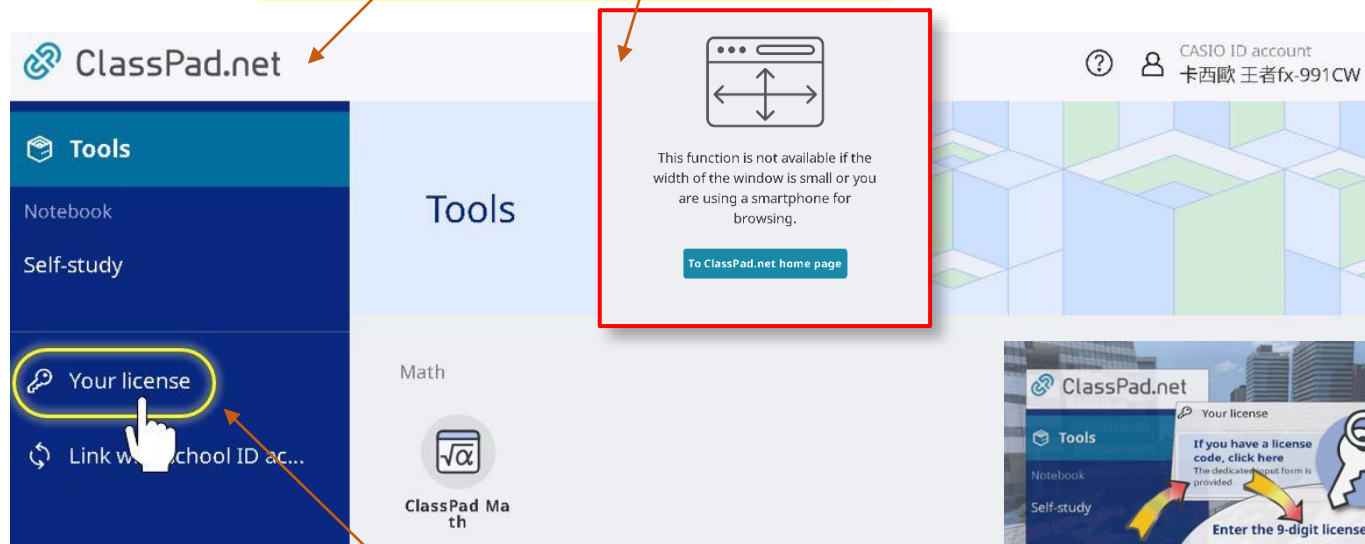 ClassPad.net
CASIO ID account
卡西歐 王者fx-991CW
Tools
Notebook
Self-study
Your license
Link w chool ID ac...
Tools
This function is not available if the
width of the window is small or you
are using a smartphone for
browsing.
To ClassPad.net home page
Math
√α
ClassPad Ma
th
ClassPad.net
Your license
Tools
If you have a license
code, click here
The dedicated input form is
provided
Notebook
Self-study
Enter the 9-digit license